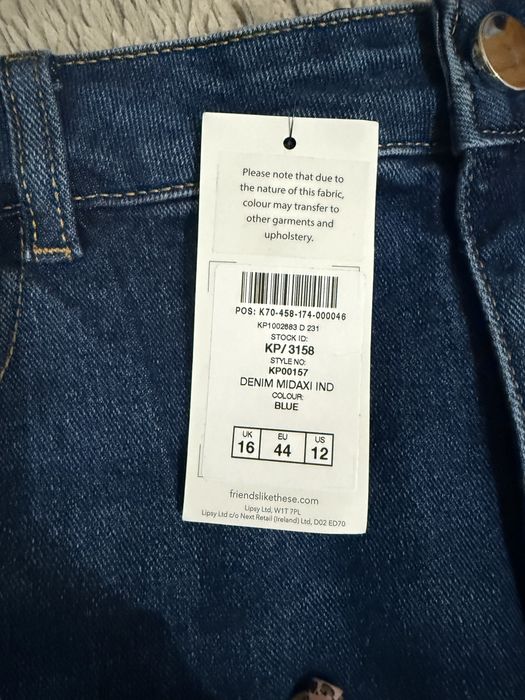 Please note that due to
the nature of this fabric,
colour may transfer to
other garments and
upholstery.
POS: K70-458-174-000046
KP1002683 D 231
STOCK ID:
KP/3158
STYLE NO:
KP00157
DENIM MIDAXI IND
COLOUR:
BLUE
UK EU US
16 44 12
friendslikethese.com
Lipsy Ltd, W1T 7PL
Lipsy Ltd c/o Next Retail (Ireland) Ltd, D02 ED70